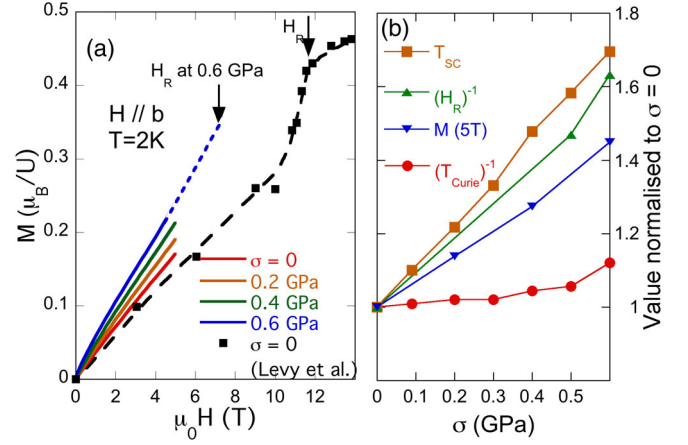 (a)
H_R
H_R at 0.6 GPa
H // b
T=2K
σ = 0
0.2 GPa
0.4 GPa
0.6 GPa
σ = 0
(Levy et al.)
M (μ_B/U)
0.5
0.4
0.3
0.2
0.1
0
0 2 4 6 8 10 12
μ_0H (T)
(b)
T_SC
(H_R)^-1
M (5T)
(T_Curie)^-1
1.8
1.6
1.4
1.2
1
Value normalised to σ = 0
0 0.1 0.2 0.3 0.4 0.5
σ (GPa)